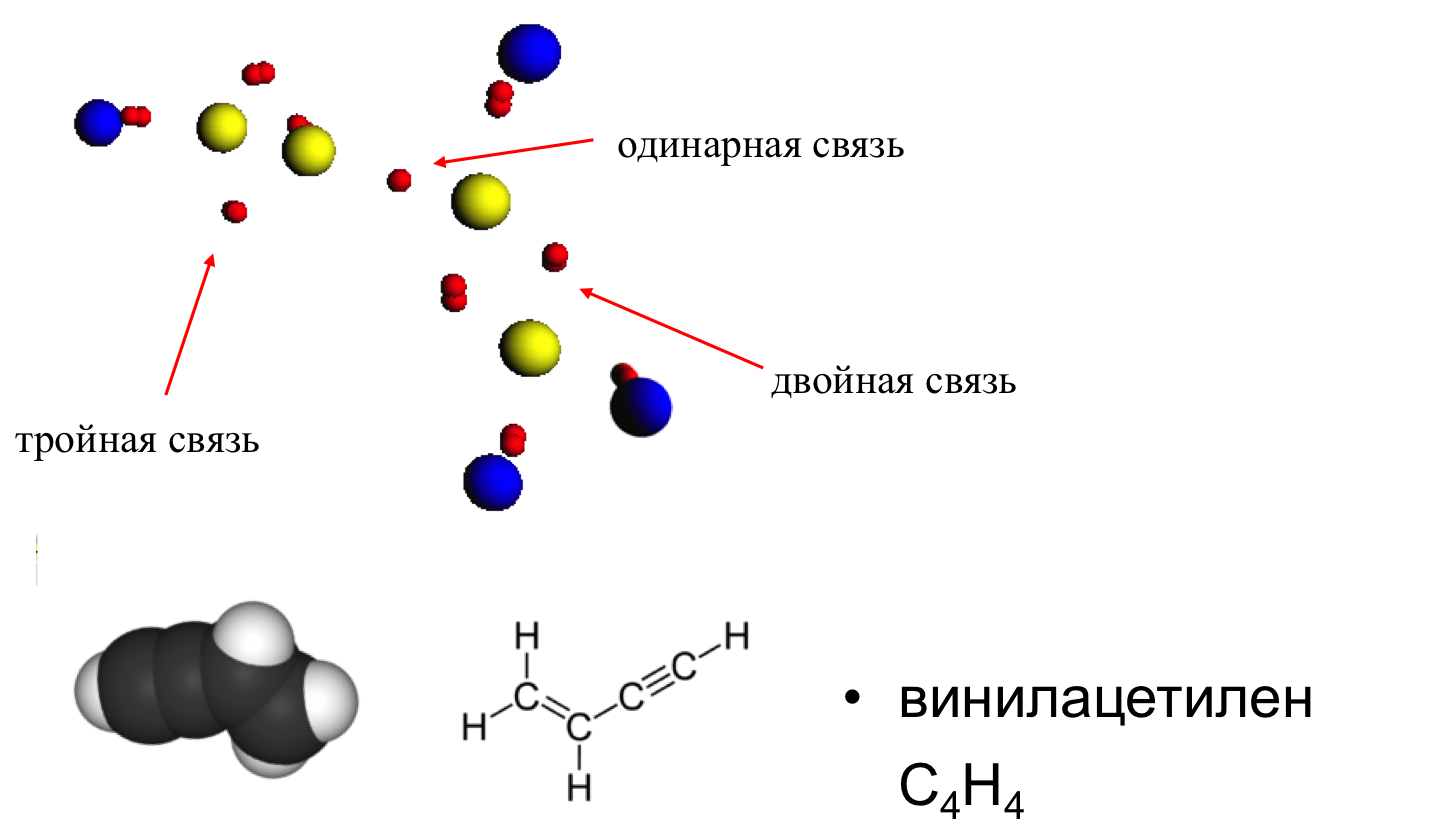 одинарная связь
двойная связь
тройная связь
H
H
C
C
H
C
C
H
H
• винилацетилен
C₄H₄